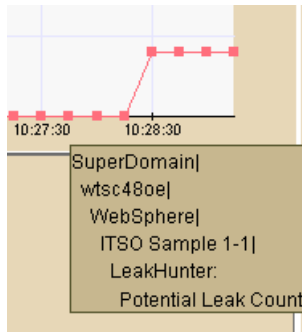 10:27:30 10:28:30
SuperDomain|
wtsc48oe|
WebSphere|
ITSO Sample 1-1|
LeakHunter:
Potential Leak Count